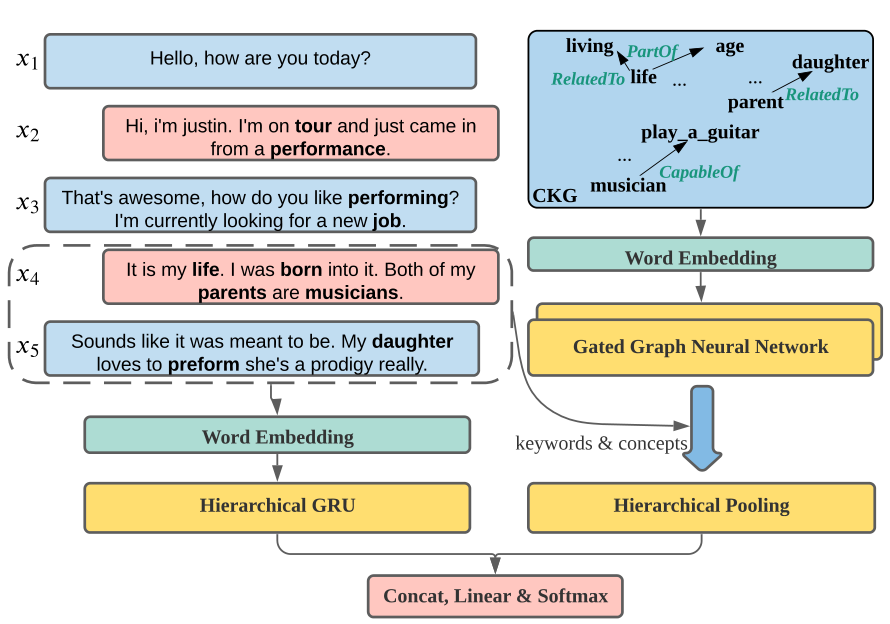 x1
Hello, how are you today?
x2
Hi, i'm justin. I'm on tour and just came in
from a performance.
x3
That's awesome, how do you like performing?
I'm currently looking for a new job.
x4
It is my life. I was born into it. Both of my
parents are musicians.
x5
Sounds like it was meant to be. My daughter
loves to preform she's a prodigy really.
Word Embedding
Hierarchical GRU
living
PartOf
age
RelatedTo
life
...
...
daughter
parent
RelatedTo
play_a_guitar
...
CapableOf
musician
CKG
Word Embedding
Gated Graph Neural Network
keywords & concepts
Hierarchical Pooling
Concat, Linear & Softmax